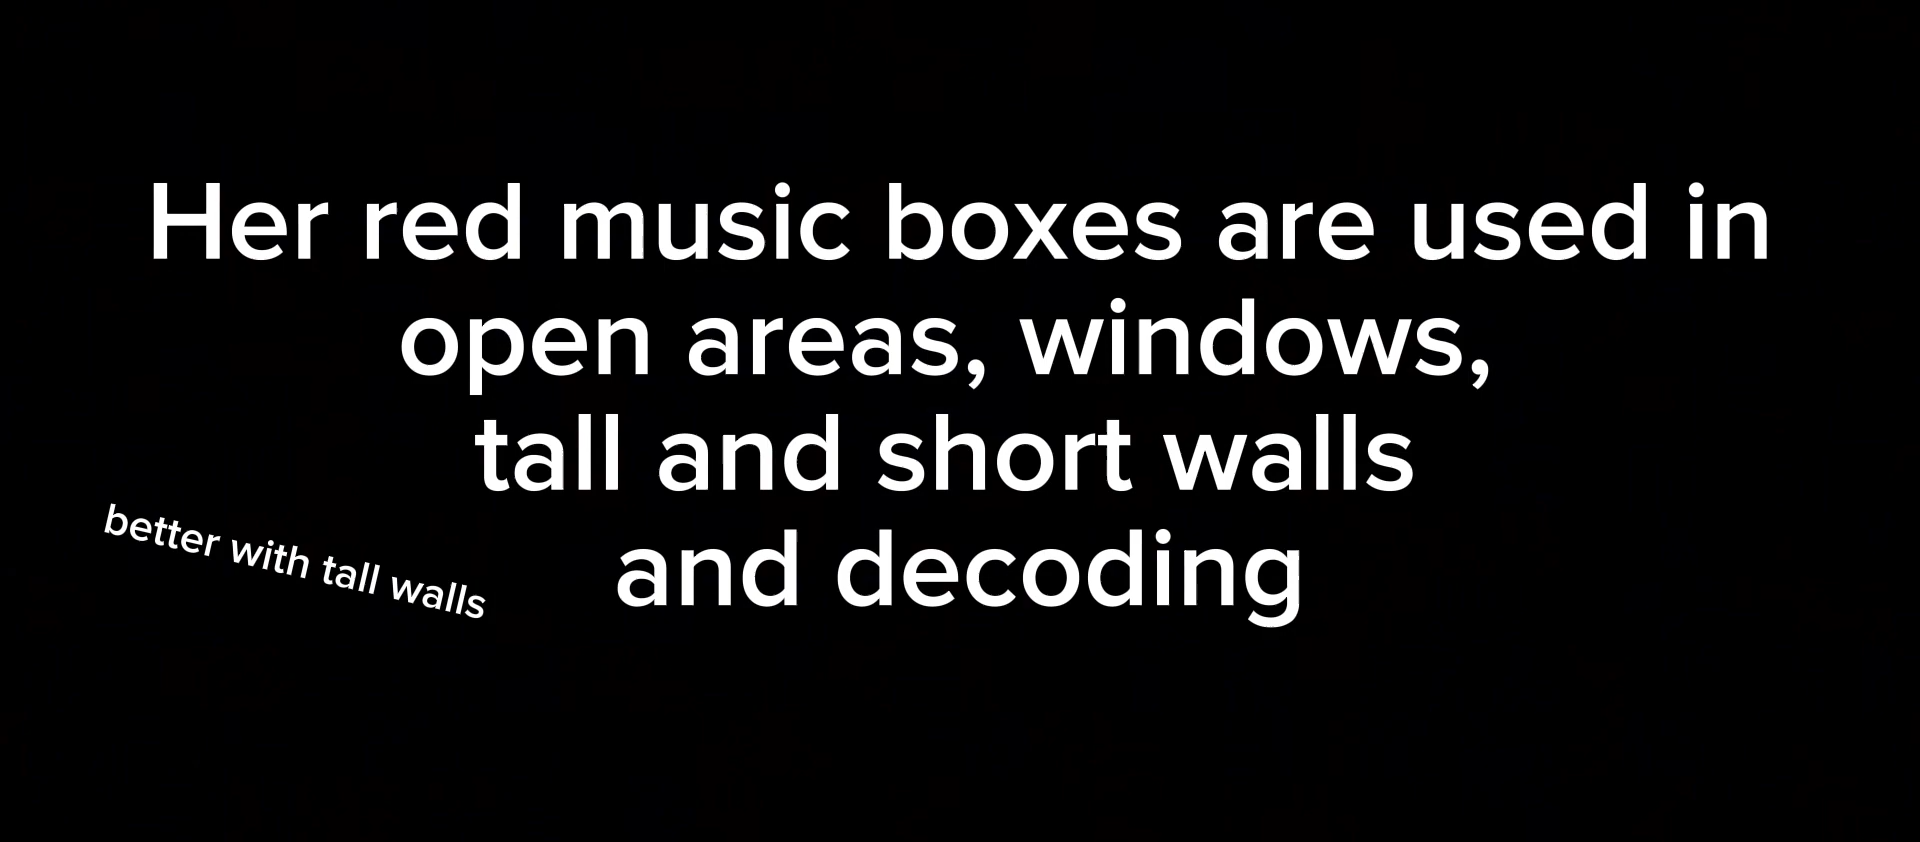 Her red music boxes are used in
open areas, windows,
tall and short walls
and decoding
better with tall walls